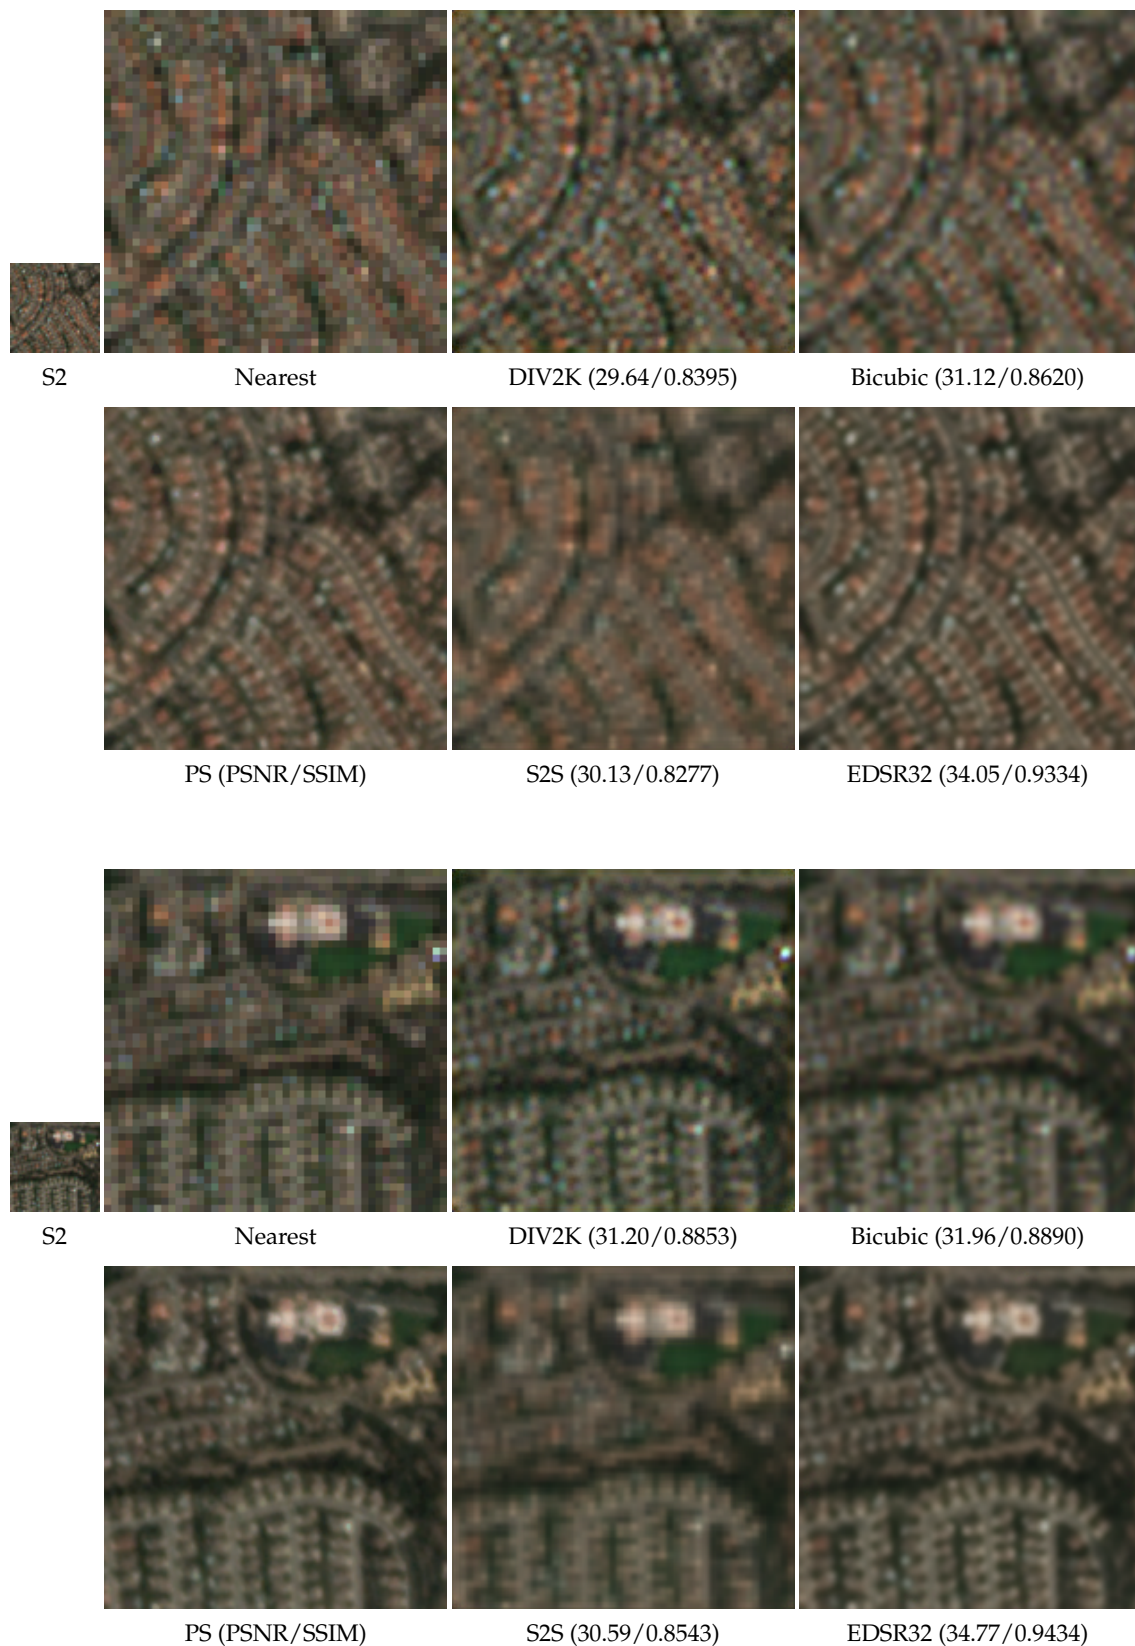 S2 Nearest DIV2K (29.64/0.8395) Bicubic (31.12/0.8620)
PS (PSNR/SSIM) S2S (30.13/0.8277) EDSR32 (34.05/0.9334)
S2 Nearest DIV2K (31.20/0.8853) Bicubic (31.96/0.8890)
PS (PSNR/SSIM) S2S (30.59/0.8543) EDSR32 (34.77/0.9434)